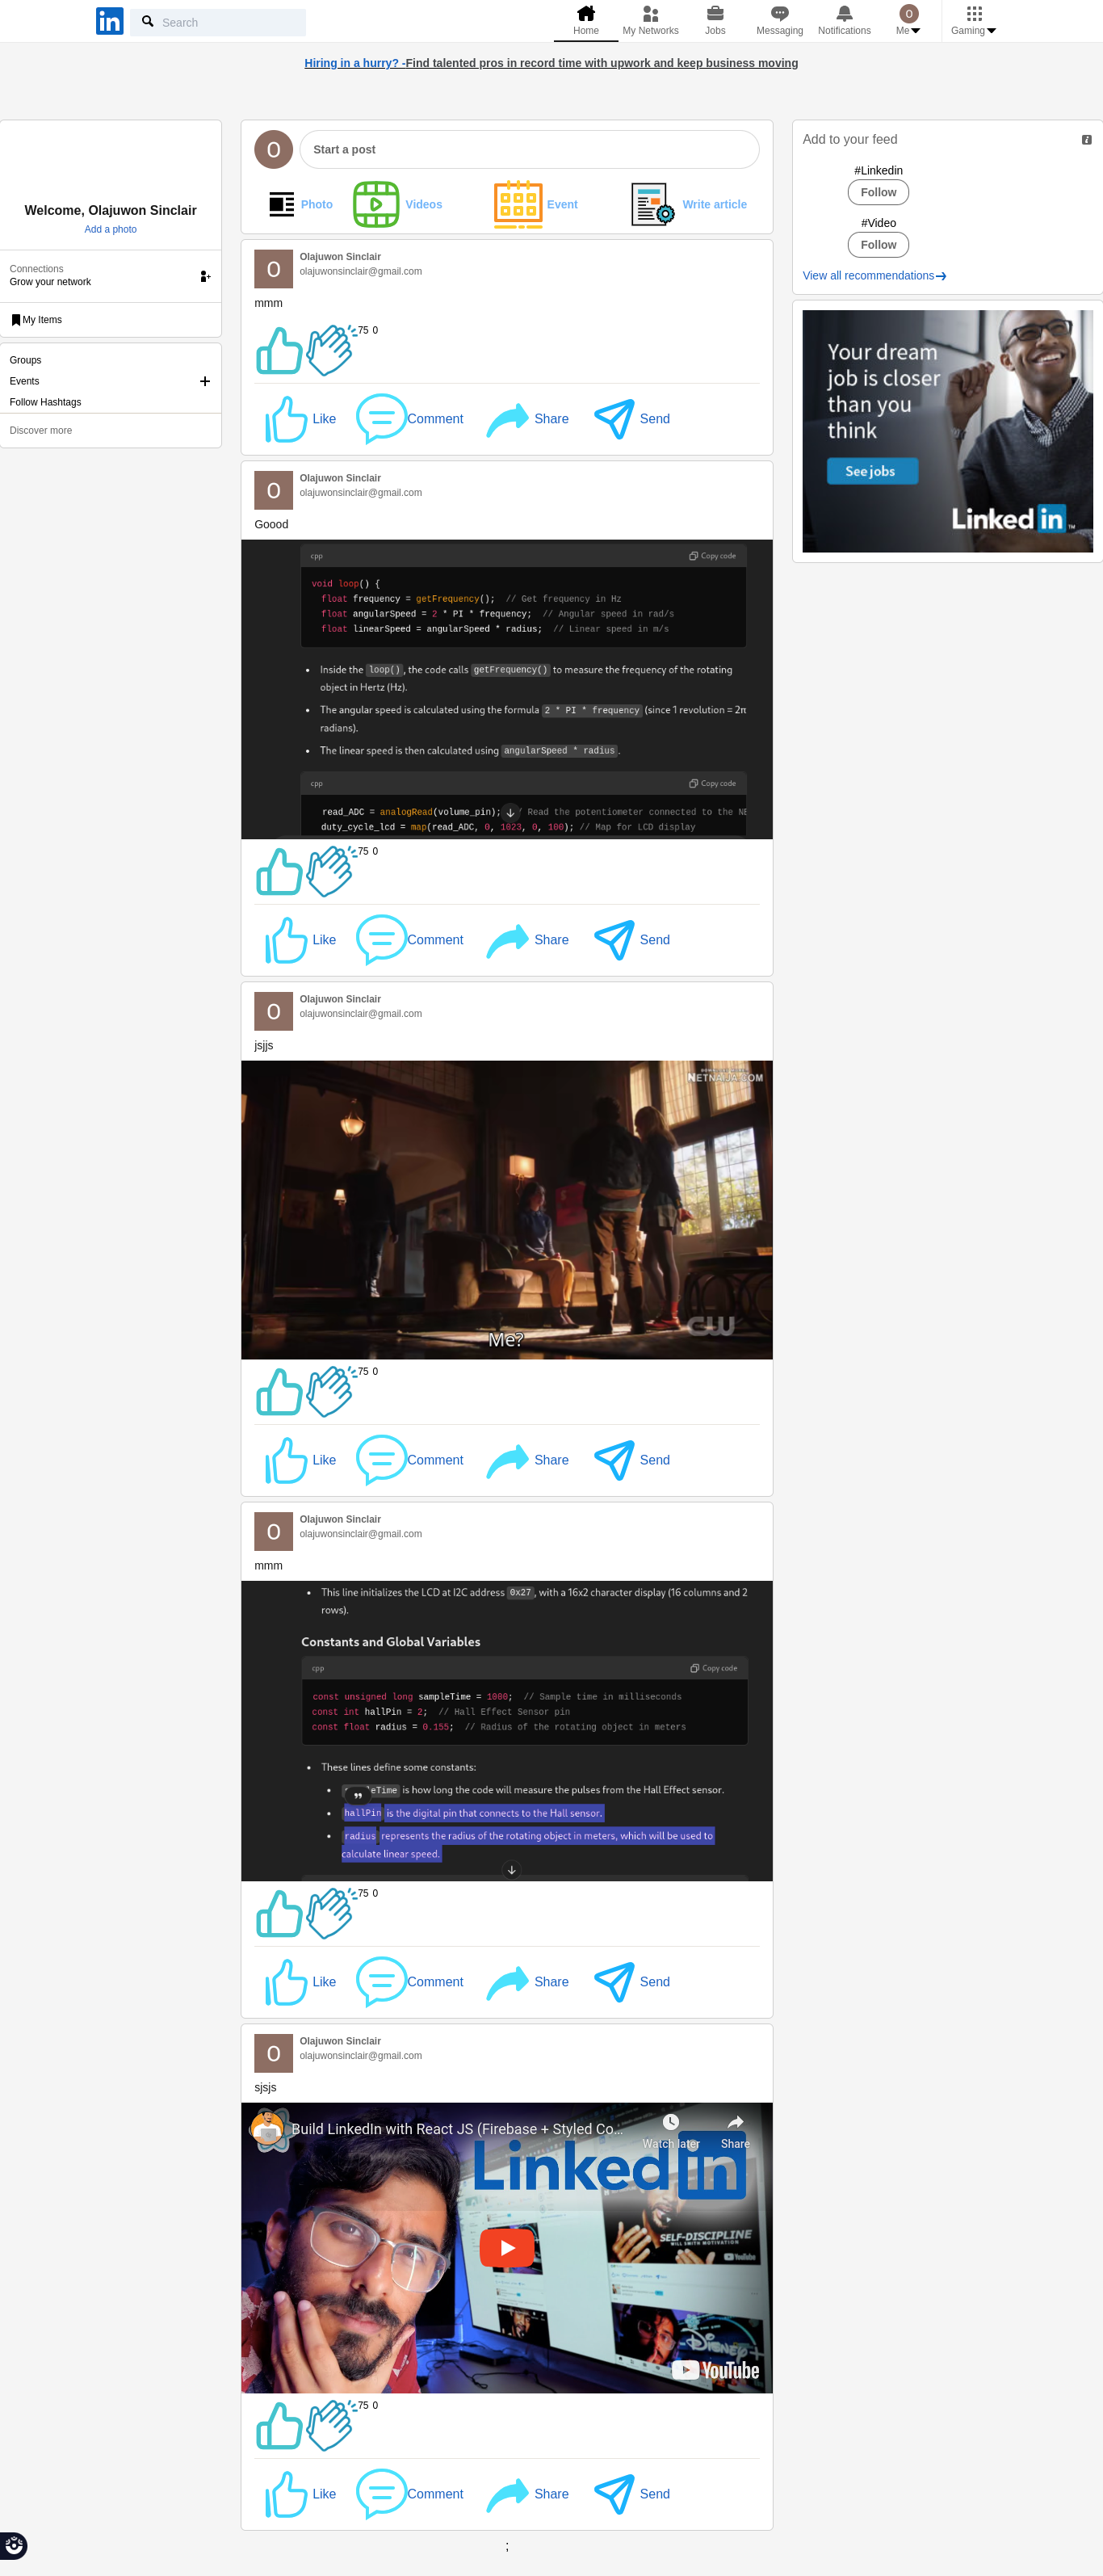 in
Search
Home
My Networks
Jobs
Messaging
Notifications
O
Me
Gaming
Hiring in a hurry? -Find talented pros in record time with upwork and keep business moving
Welcome, Olajuwon Sinclair
Add a photo
Connections
Grow your network
My Items
Groups
Events
Follow Hashtags
Discover more
O
Start a post
Photo
Videos
Event
Write article
O
Olajuwon Sinclair
olajuwonsinclair@gmail.com
mmm
75 0
Like
Comment
Share
Send
O
Olajuwon Sinclair
olajuwonsinclair@gmail.com
Goood
cpp
Copy code
void loop() {
float frequency = getFrequency(); // Get frequency in Hz
float angularSpeed = 2 * PI * frequency; // Angular speed in rad/s
float linearSpeed = angularSpeed * radius; // Linear speed in m/s
Inside the loop(), the code calls getFrequency() to measure the frequency of the rotating
object in Hertz (Hz).
The angular speed is calculated using the formula 2 * PI * frequency (since 1 revolution = 2π
radians).
The linear speed is then calculated using angularSpeed * radius.
cpp
Copy code
read_ADC = analogRead(volume_pin); / Read the potentiometer connected to the NE
duty_cycle_lcd = map(read_ADC, 0, 1023, 0, 100); // Map for LCD display
75 0
Like
Comment
Share
Send
O
Olajuwon Sinclair
olajuwonsinclair@gmail.com
jsjjs
NETNAIJA.COM
Me?
CW
75 0
Like
Comment
Share
Send
O
Olajuwon Sinclair
olajuwonsinclair@gmail.com
mmm
This line initializes the LCD at I2C address 0x27, with a 16x2 character display (16 columns and 2
rows).
Constants and Global Variables
cpp
Copy code
const unsigned long sampleTime = 1000; // Sample time in milliseconds
const int hallPin = 2; // Hall Effect Sensor pin
const float radius = 0.155; // Radius of the rotating object in meters
These lines define some constants:
eTime is how long the code will measure the pulses from the Hall Effect sensor.
hallPin is the digital pin that connects to the Hall sensor.
radius represents the radius of the rotating object in meters, which will be used to
calculate linear speed.
75 0
Like
Comment
Share
Send
O
Olajuwon Sinclair
olajuwonsinclair@gmail.com
sjsjs
Build LinkedIn with React JS (Firebase + Styled Co...
Watch later
Share
Linkedin
SELF-DISCIPLINE
WILL SMITH MOTIVATION
YouTube
DISNEY+
YouTube
75 0
Like
Comment
Share
Send
;
Add to your feed
#Linkedin
Follow
#Video
Follow
View all recommendations
Your dream
job is closer
than you
think
See jobs
Linked in